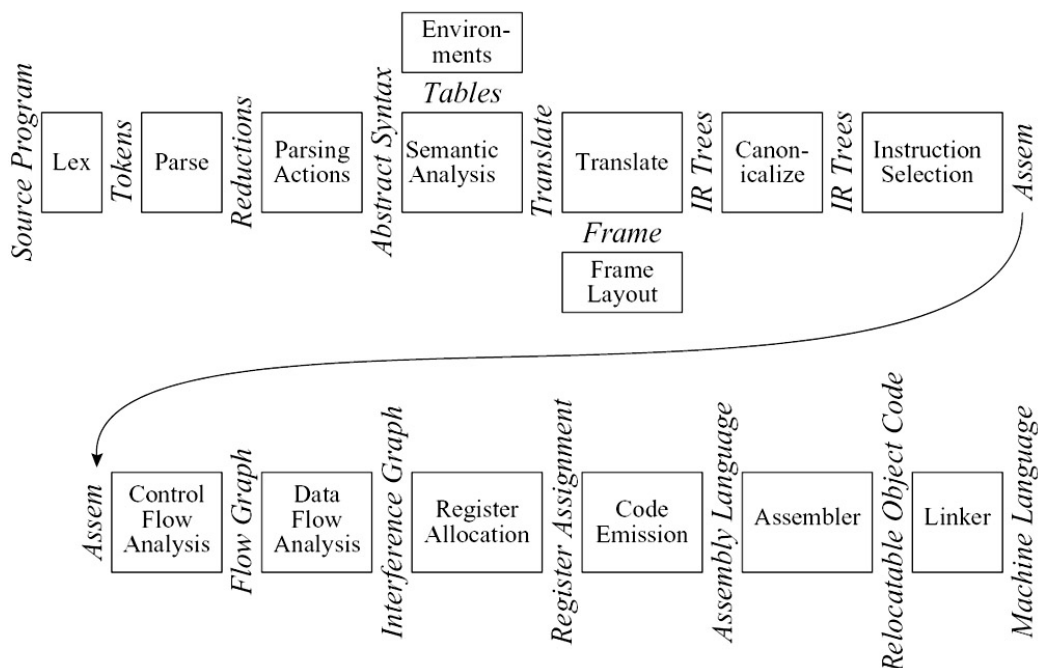 Environ-
ments
Tables
Source Program
Lex
Tokens
Parse
Reductions
Parsing
Actions
Abstract Syntax
Semantic
Analysis
Translate
Translate
IR Trees
Canon-
icalize
IR Trees
Instruction
Selection
Assem
Frame
Frame
Layout
Assem
Control
Flow
Analysis
Flow Graph
Data
Flow
Analysis
Interference Graph
Register
Allocation
Register Assignment
Code
Emission
Assembly Language
Assembler
Relocatable Object Code
Linker
Machine Language